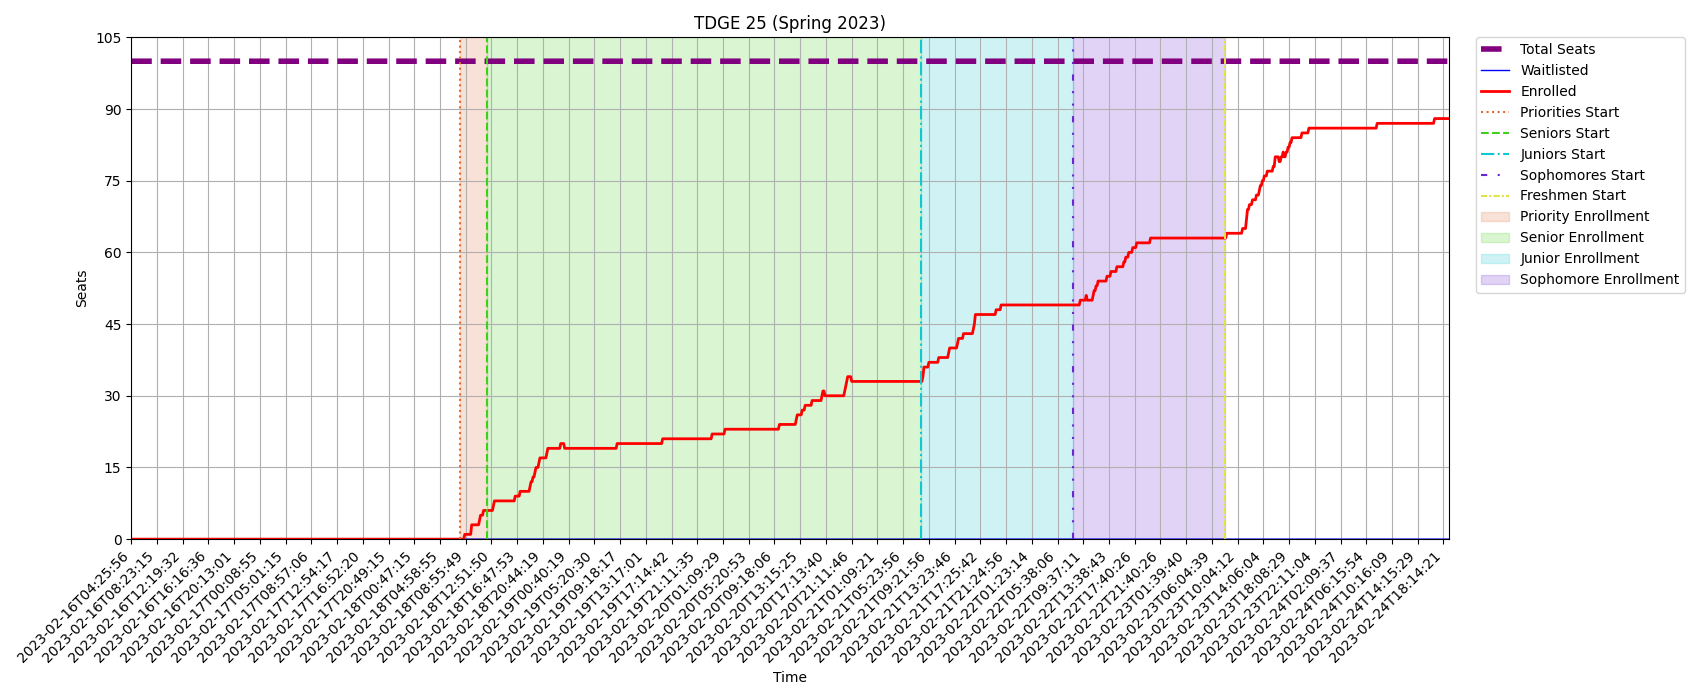 TDGE 25 (Spring 2023)
105
90
75
60
45
30
15
0
Seats
2023-02-16T04:25:56
2023-02-16T08:23:15
2023-02-16T12:19:32
2023-02-16T16:16:36
2023-02-16T20:13:01
2023-02-17T00:08:55
2023-02-17T05:01:15
2023-02-17T08:57:06
2023-02-17T12:54:17
2023-02-17T16:52:20
2023-02-17T20:49:15
2023-02-18T00:47:15
2023-02-18T04:58:55
2023-02-18T08:55:49
2023-02-18T12:51:50
2023-02-18T16:47:53
2023-02-18T20:44:19
2023-02-19T00:40:19
2023-02-19T05:20:30
2023-02-19T09:18:17
2023-02-19T13:17:01
2023-02-19T17:14:42
2023-02-19T21:11:35
2023-02-20T01:09:29
2023-02-20T05:20:53
2023-02-20T09:18:06
2023-02-20T13:15:25
2023-02-20T17:13:40
2023-02-20T21:11:46
2023-02-21T01:09:21
2023-02-21T05:23:56
2023-02-21T09:21:56
2023-02-21T13:23:46
2023-02-21T17:25:42
2023-02-21T21:24:56
2023-02-22T01:23:14
2023-02-22T05:38:06
2023-02-22T09:37:11
2023-02-22T13:38:43
2023-02-22T17:40:26
2023-02-22T21:40:26
2023-02-23T01:39:40
2023-02-23T06:04:39
2023-02-23T10:04:12
2023-02-23T14:06:04
2023-02-23T18:08:29
2023-02-23T22:11:04
2023-02-24T02:09:37
2023-02-24T06:15:54
2023-02-24T10:16:09
2023-02-24T14:15:29
2023-02-24T18:14:21
Time
Total Seats
Waitlisted
Enrolled
Priorities Start
Seniors Start
Juniors Start
Sophomores Start
Freshmen Start
Priority Enrollment
Senior Enrollment
Junior Enrollment
Sophomore Enrollment